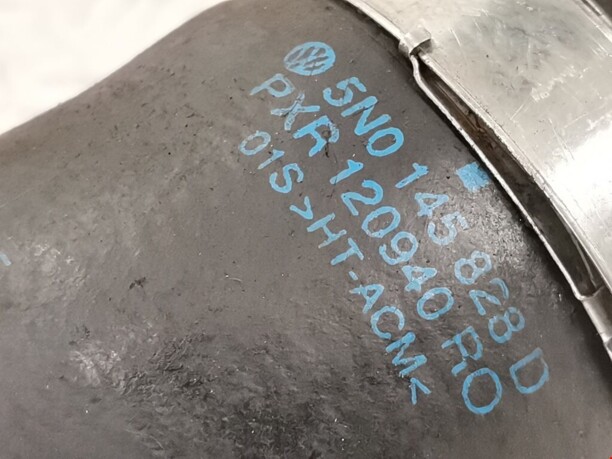 5N0 145 828 D
PXR 120940 RO
01S >HT-ACM<